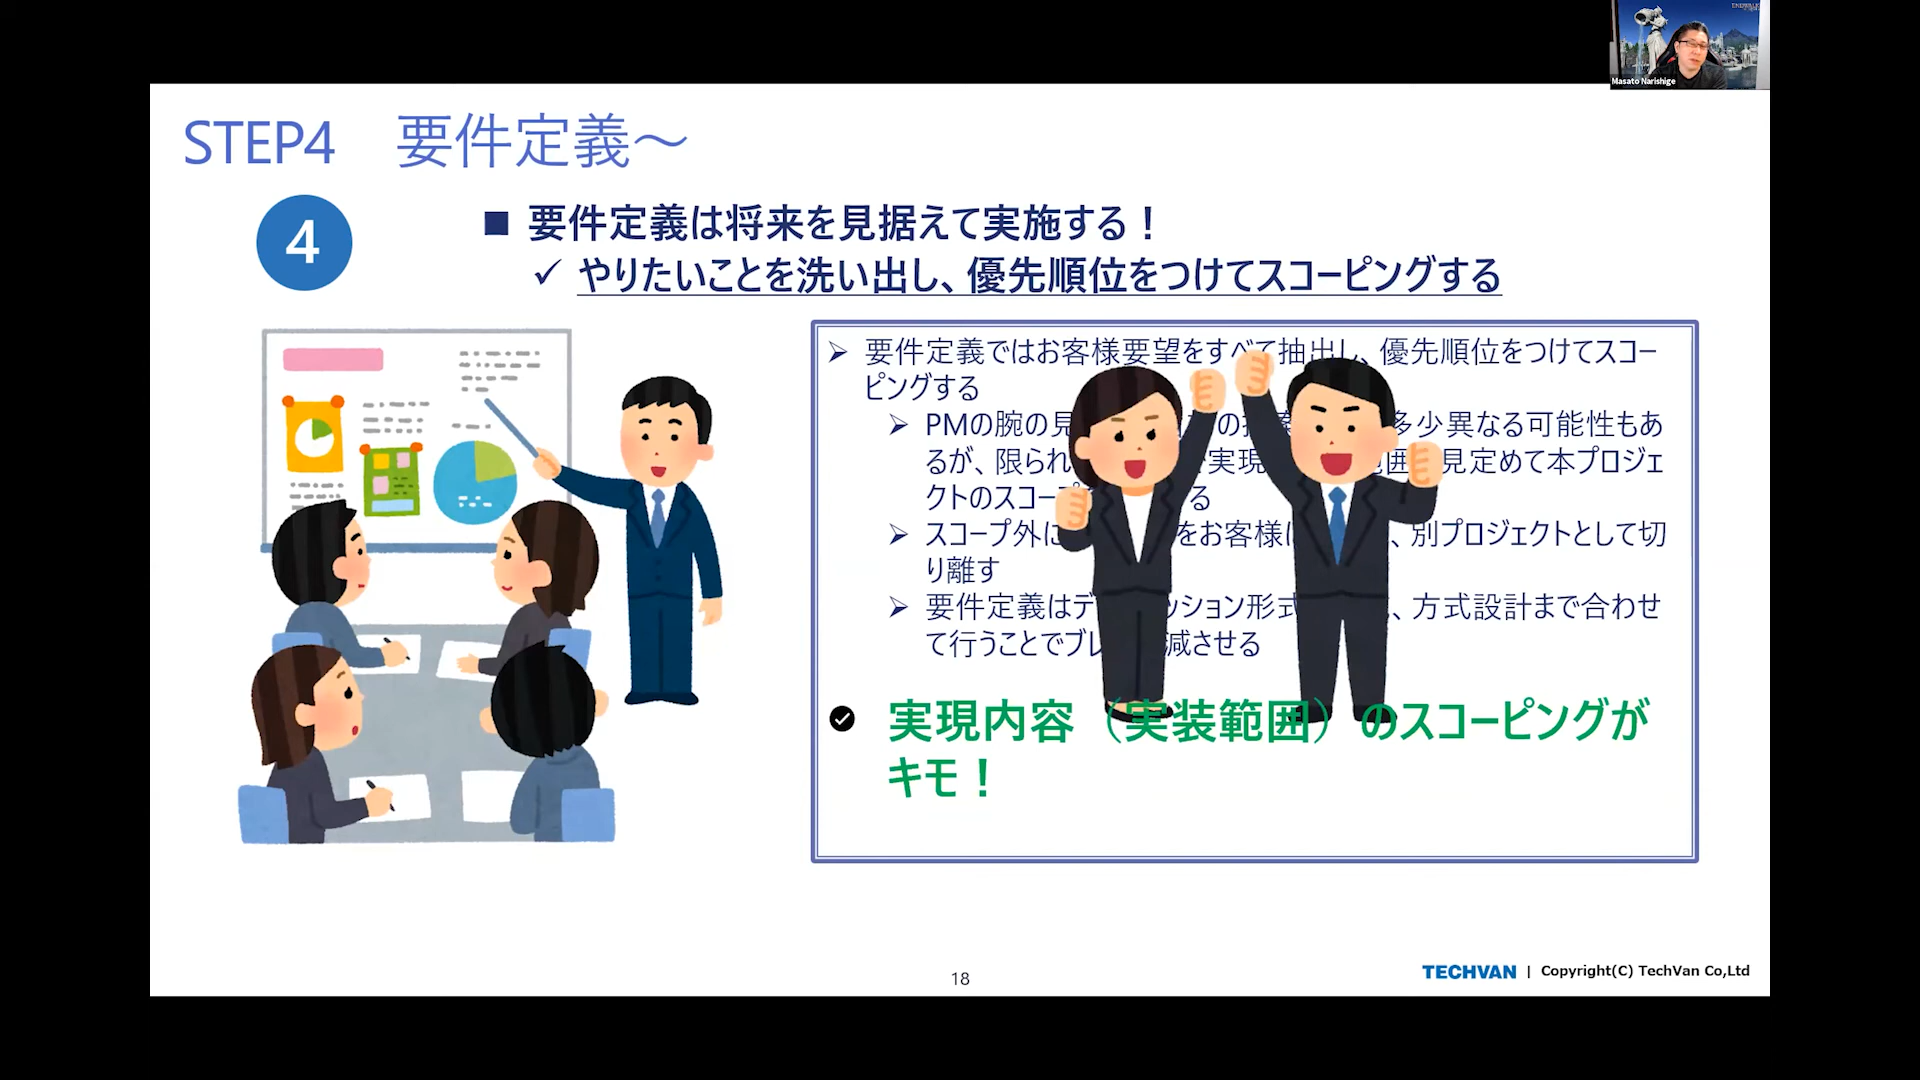 Masato Narishige
STEP4 要件定義～
4
■ 要件定義は将来を見据えて実施する！
✓ やりたいことを洗い出し、優先順位をつけてスコーピングする
➢ 要件定義ではお客様要望をすべて抽出し、優先順位をつけてスコー
ピングする
➢ PMの腕の見 の 多少異なる可能性もあ
るが、限られ 実現 囲 見定めて本プロジェ
クトのスコープ る
➢ スコープ外に をお客様に 、別プロジェクトとして切
り離す
➢ 要件定義はデ ッション形式 、方式設計まで合わせ
て行うことでブレ 減させる
実現内容（実装範囲）のスコーピングが
キモ！
18
TECHVAN | Copyright(C) TechVan Co,Ltd